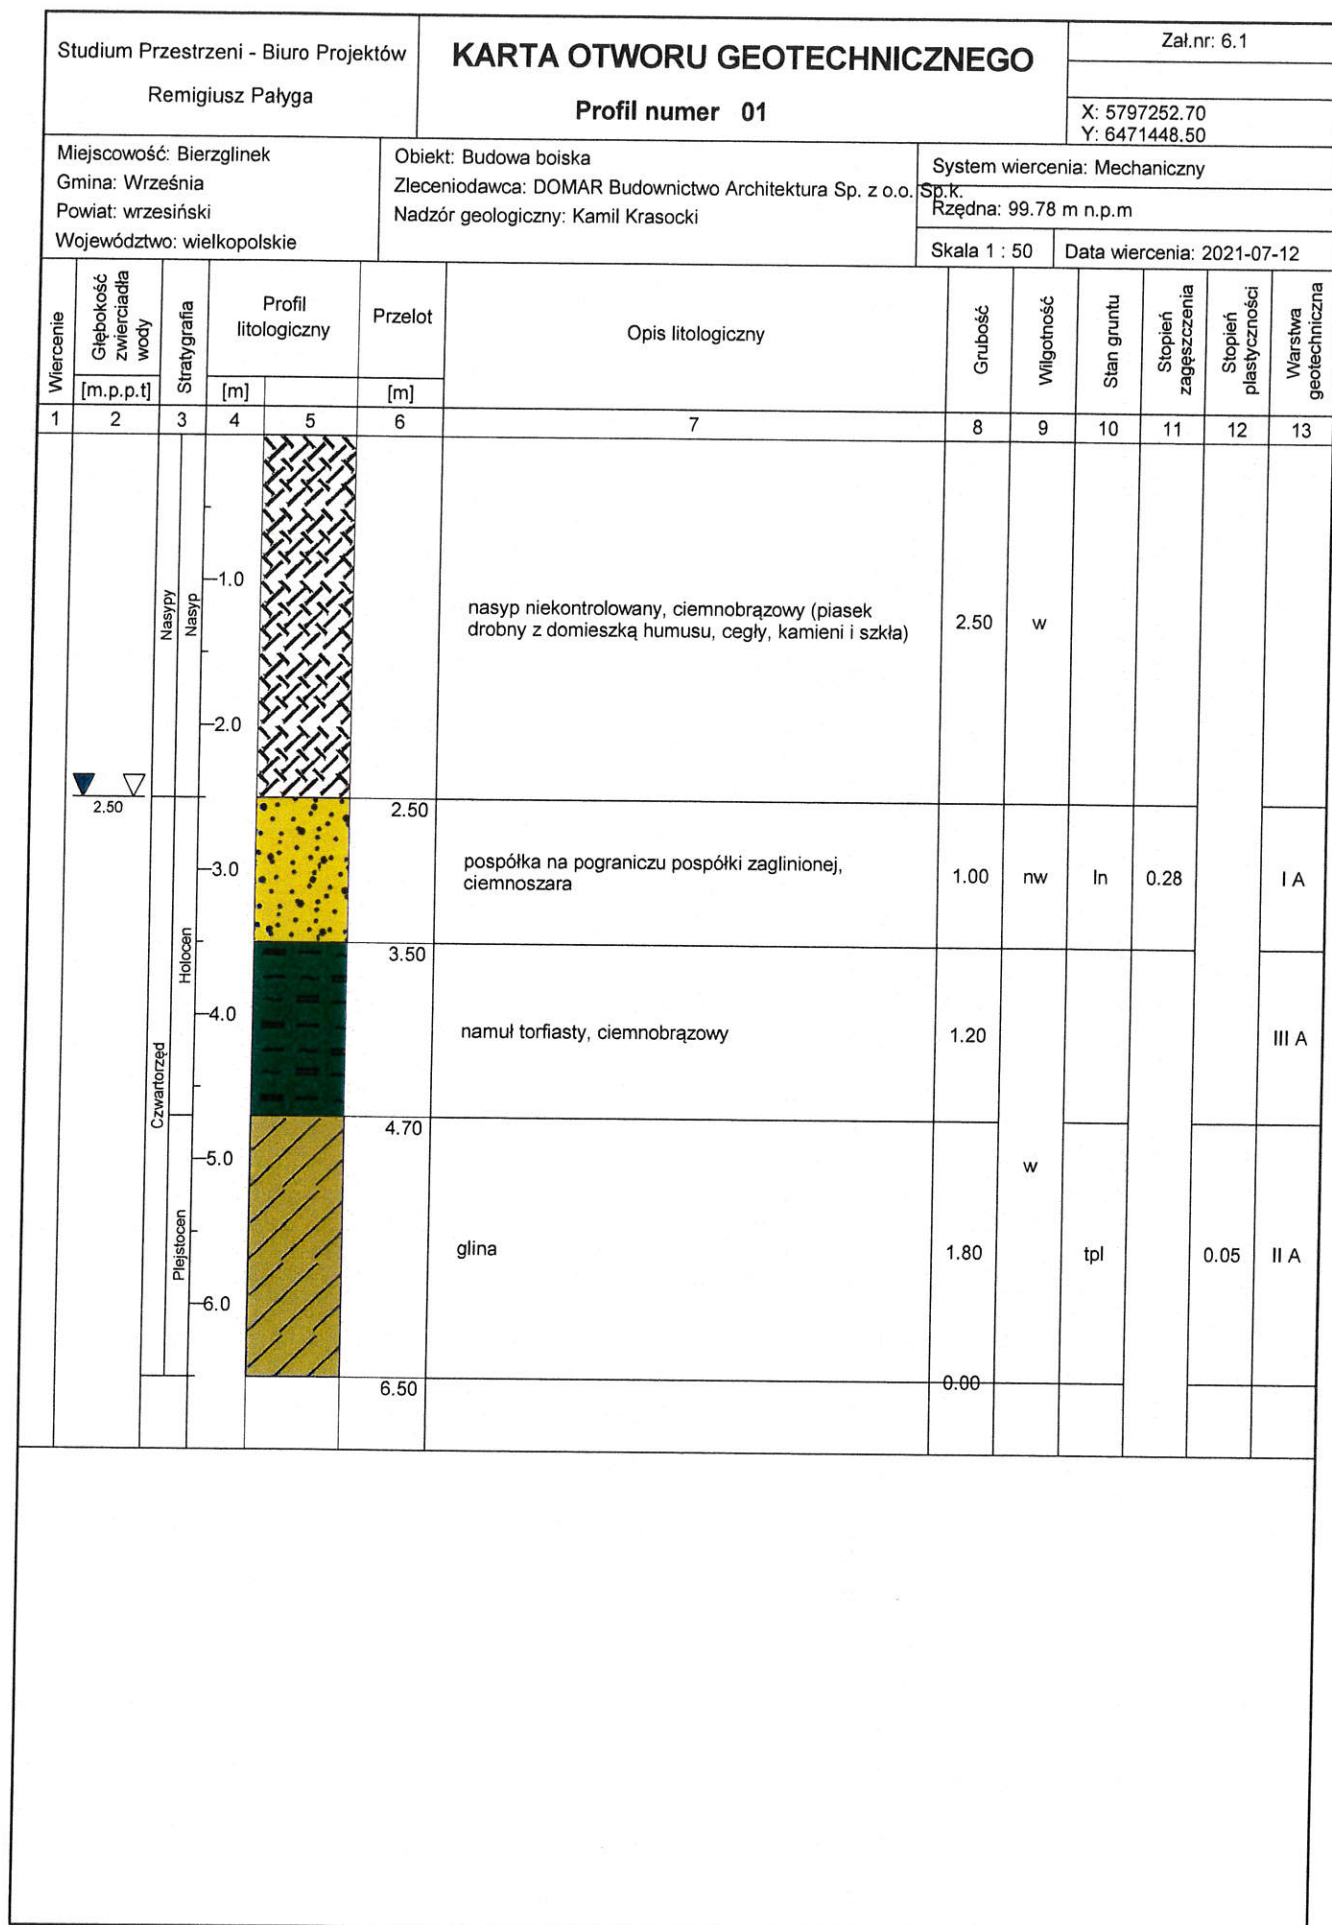 Studium Przestrzeni - Biuro Projektów
Remigiusz Pałyga
KARTA OTWORU GEOTECHNICZNEGO
Profil numer 01
Zał.nr: 6.1
X: 5797252.70
Y: 6471448.50
Miejscowość: Bierzglinek
Gmina: Września
Powiat: wrzesiński
Województwo: wielkopolskie
Obiekt: Budowa boiska
Zleceniodawca: DOMAR Budownictwo Architektura Sp. z o.o. Sp.k.
Nadzór geologiczny: Kamil Krasocki
System wiercenia: Mechaniczny
Rzędna: 99.78 m n.p.m
Skala 1 : 50
Data wiercenia: 2021-07-12
Wiercenie
Głębokość
zwierciadła
wody
[m.p.p.t]
Stratygrafia
Profil
litologiczny
[m]
Przelot
[m]
Opis litologiczny
Grubość
Wilgotność
Stan gruntu
Stopień
zagęszczenia
Stopień
plastyczności
Warstwa
geotechniczna
1 2 3 4 5 6 7 8 9 10 11 12 13
Nasypy
Nasyp
1.0
2.0
nasyp niekontrolowany, ciemnobrązowy (piasek
drobny z domieszką humusu, cegły, kamieni i szkła)
2.50 w
2.50
2.50
Czwartorzęd
Holocen
3.0
pospółka na pograniczu pospółki zaglinionej,
ciemnoszara
1.00 nw ln 0.28 I A
3.50
4.0
namuł torfiasty, ciemnobrązowy
1.20 III A
4.70
Plejstocen
5.0
w
glina
1.80 tpl 0.05 II A
6.0
6.50
0.00